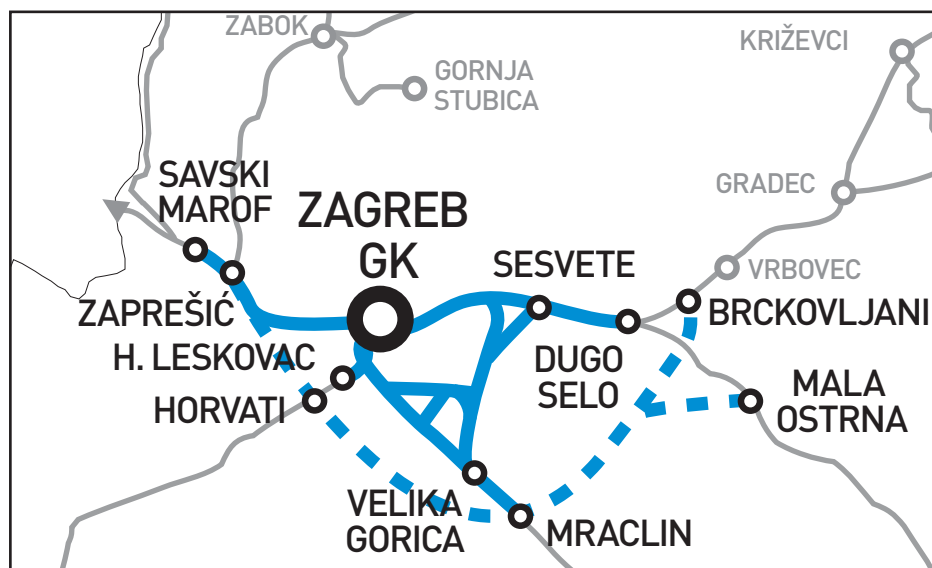 ZABOK
KRIŽEVCI
GORNJA
STUBICA
SAVSKI
MAROF
ZAGREB
GK
GRADEC
SESVETE
VRBOVEC
ZAPREŠIĆ
BRCKOVLJANI
H. LESKOVAC
DUGO
SELO
HORVATI
MALA
OSTRNA
VELIKA
GORICA
MRACLIN